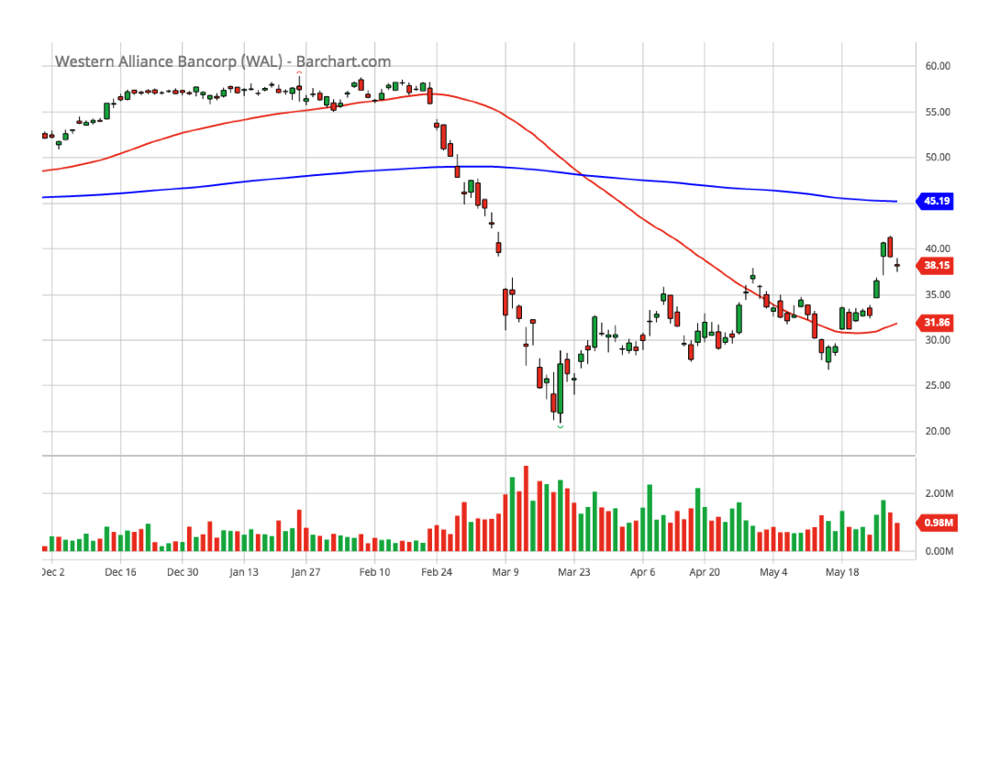 Western Alliance Bancorp (WAL) - Barchart.com
60.00
55.00
50.00
45.19
40.00
38.15
35.00
31.86
30.00
25.00
20.00
2.00M
0.98M
0.00M
Dec 2 Dec 16 Dec 30 Jan 13 Jan 27 Feb 10 Feb 24 Mar 9 Mar 23 Apr 6 Apr 20 May 4 May 18